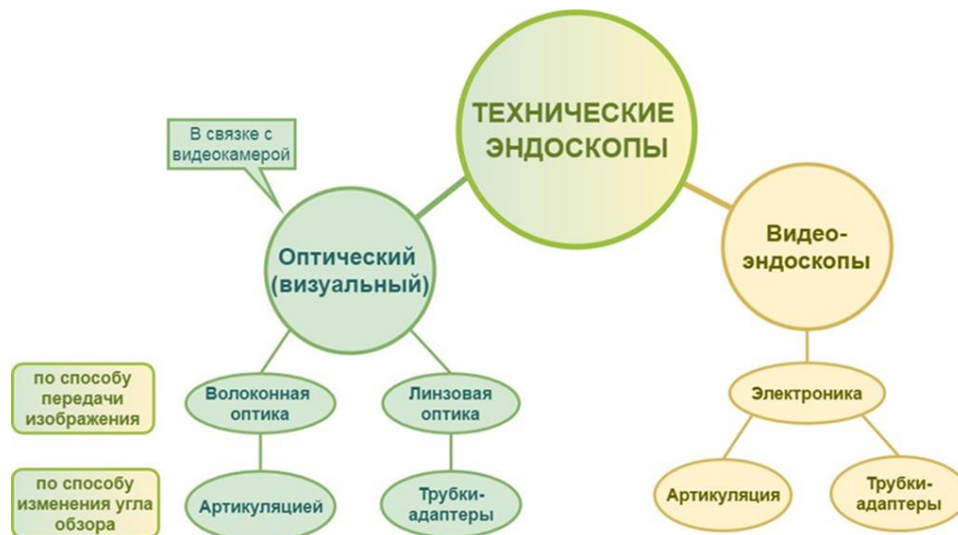 ТЕХНИЧЕСКИЕ
ЭНДОСКОПЫ
В связке с
видеокамерой
Оптический
(визуальный)
Видео-
эндоскопы
по способу
передачи
изображения
Волоконная
оптика
Линзовая
оптика
Электроника
по способу
изменения угла
обзора
Артикуляцией
Трубки-
адаптеры
Артикуляция
Трубки-
адаптеры